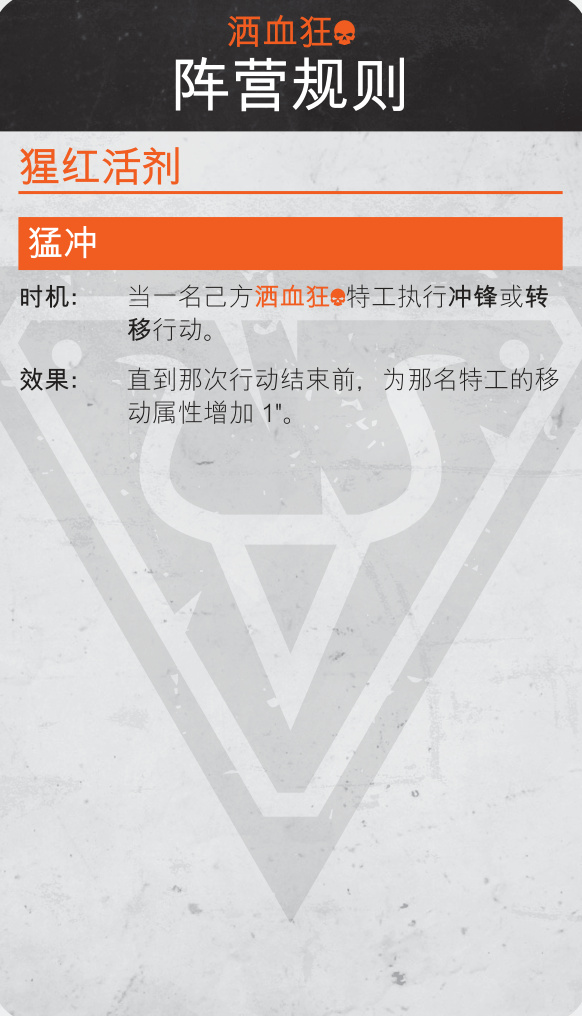 洒血狂
阵营规则
猩红活剂
猛冲
时机： 当一名己方洒血狂特工执行冲锋或转
移行动。
效果： 直到那次行动结束前，为那名特工的移
动属性增加 1"。